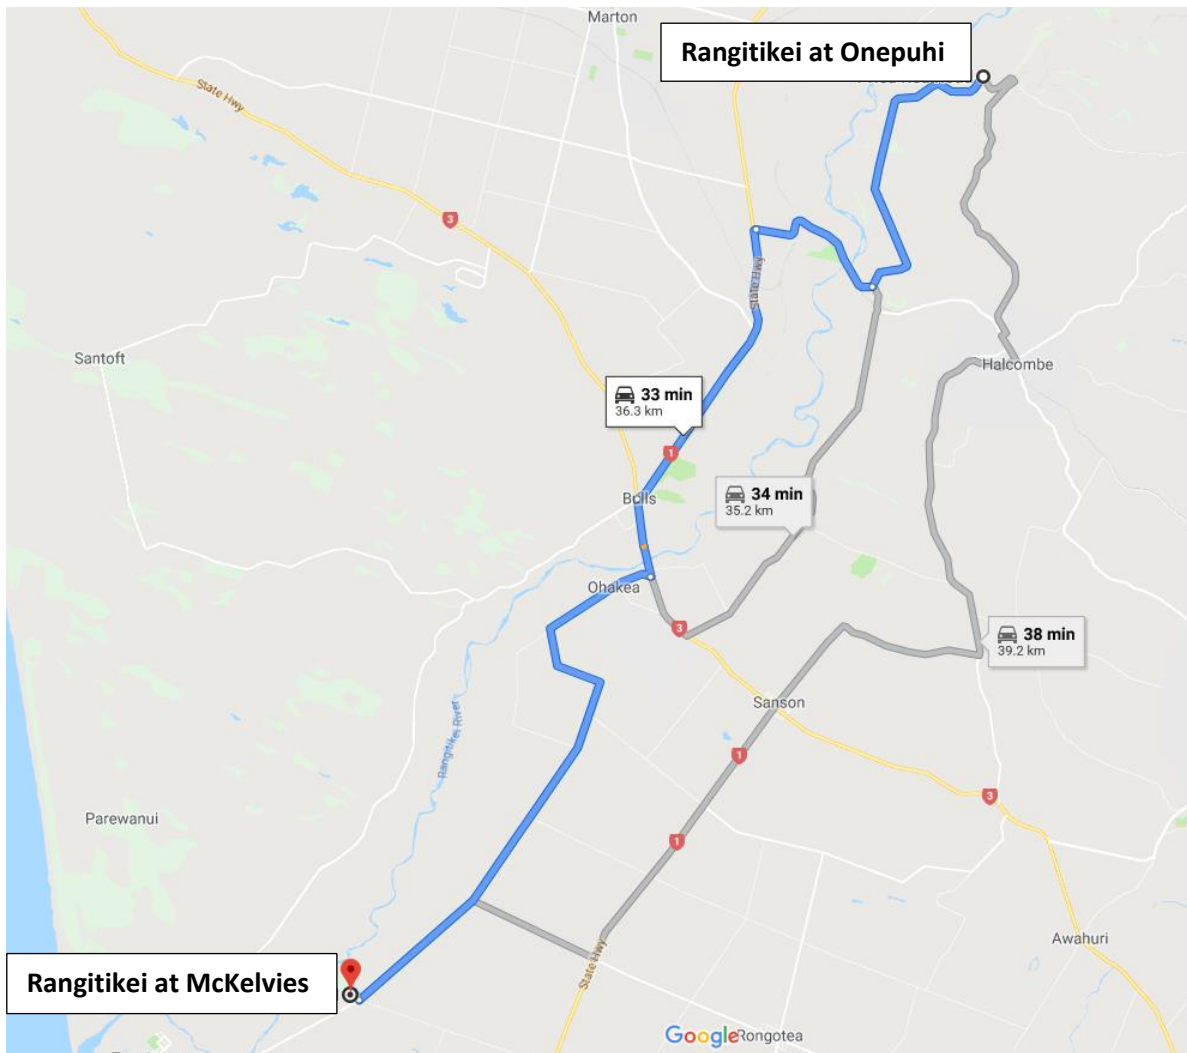 Marton
Rangitikei at Onepuhi
State Hwy
3
State Hwy
Santoft
Halcombe
33 min
36.3 km
1
34 min
35.2 km
Bulls
Ohakea
3
38 min
39.2 km
Sanson
Rangitikei River
1
3
Parewanui
1
Awahuri
State Hwy
Rangitikei at McKelvies
Google
Rongotea